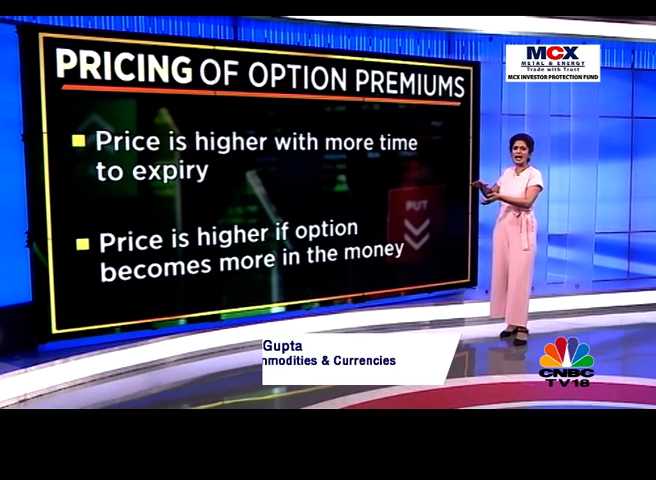 PRICING OF OPTION PREMIUMS
Price is higher with more time
to expiry
Price is higher if option
becomes more in the money
PUT
MCX
METAL & ENERGY
Trade with Trust
MCX INVESTOR PROTECTION FUND
Gupta
mmodities & Currencies
CNBC
TV18